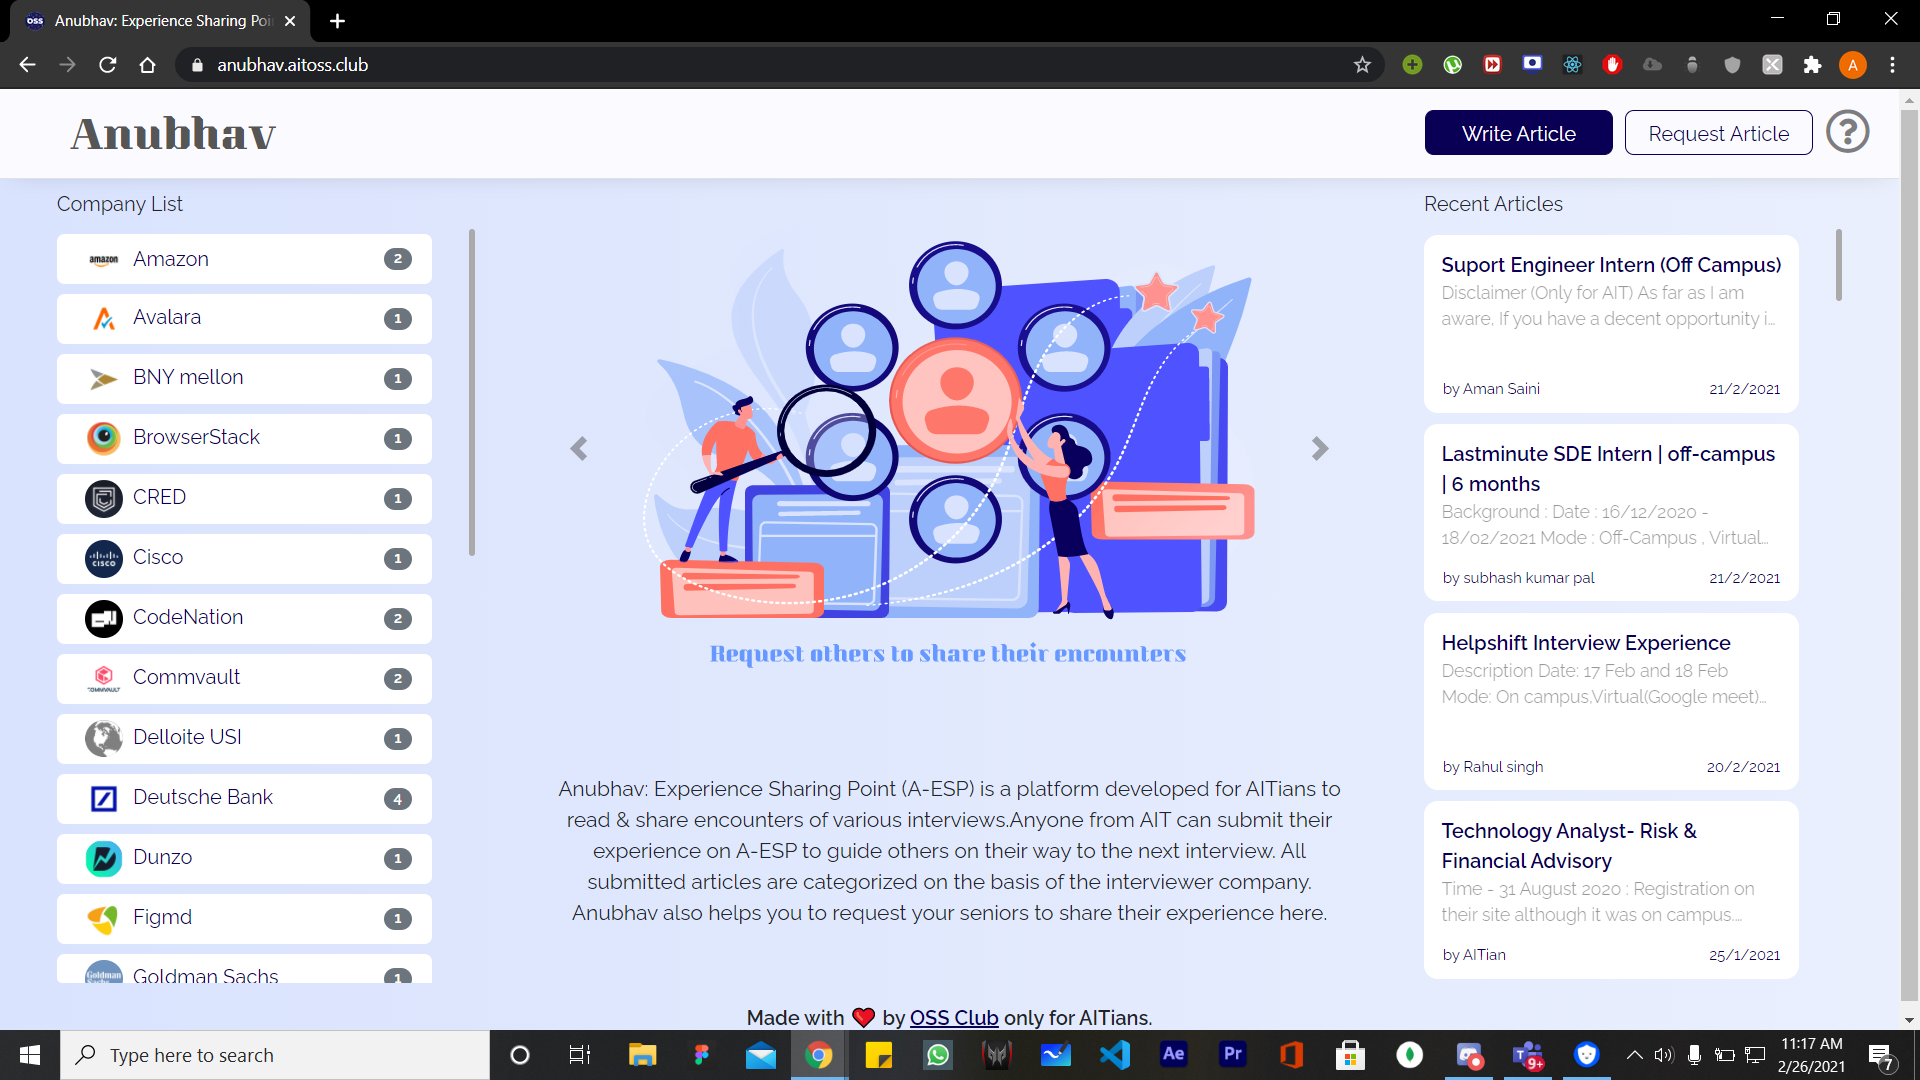 OSS Anubhav: Experience Sharing Poi
anubhav.aitoss.club
A
Anubhav
Write Article
Request Article
?
Company List
amazon Amazon 2
Avalara 1
BNY mellon 1
BrowserStack 1
CRED 1
CISCO Cisco 1
CodeNation 2
Commvault 2
Delloite USI 1
Deutsche Bank 4
Dunzo 1
Figmd 1
Goldman Goldman Sachs 1
Request others to share their encounters
Anubhav: Experience Sharing Point (A-ESP) is a platform developed for AITians to
read & share encounters of various interviews.Anyone from AIT can submit their
experience on A-ESP to guide others on their way to the next interview. All
submitted articles are categorized on the basis of the interviewer company.
Anubhav also helps you to request your seniors to share their experience here.
Made with ❤ by OSS Club only for AITians.
Recent Articles
Suport Engineer Intern (Off Campus)
Disclaimer (Only for AIT) As far as I am
aware, If you have a decent opportunity i...
by Aman Saini 21/2/2021
Lastminute SDE Intern | off-campus
| 6 months
Background : Date : 16/12/2020 -
18/02/2021 Mode : Off-Campus , Virtual...
by subhash kumar pal 21/2/2021
Helpshift Interview Experience
Description Date: 17 Feb and 18 Feb
Mode: On campus,Virtual(Google meet)...
by Rahul singh 20/2/2021
Technology Analyst- Risk &
Financial Advisory
Time - 31 August 2020 : Registration on
their site although it was on campus....
by AITian 25/1/2021
Type here to search
Ae
Pr
9+
11:17 AM
2/26/2021
7